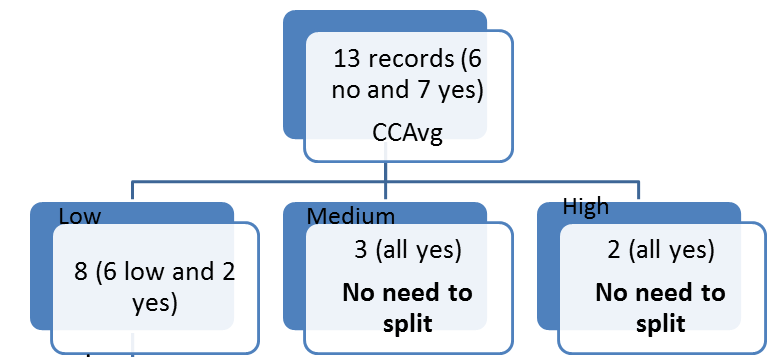 13 records (6
no and 7 yes)
CCAvg
Low
8 (6 low and 2
yes)
Medium
3 (all yes)
No need to
split
High
2 (all yes)
No need to
split